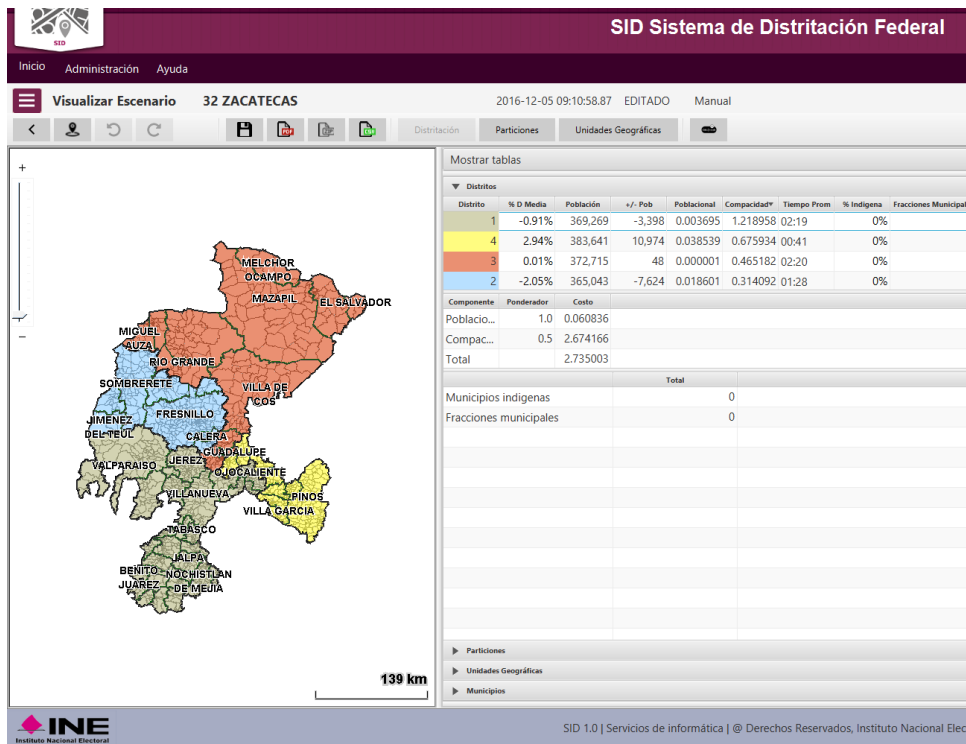 SID
SID Sistema de Distritación Federal
Inicio Administración Ayuda
Visualizar Escenario 32 ZACATECAS 2016-12-05 09:10:58.87 EDITADO Manual
Distritación Particiones Unidades Geográficas
+
−
MELCHOR
OCAMPO
MAZAPIL
EL SALVADOR
MIGUEL
AUZA
RIO GRANDE
SOMBRERETE
VILLA DE
COS
FRESNILLO
JIMENEZ
DEL TEUL
CALERA
GUADALUPE
VALPARAISO
JEREZ
OJOCALIENTE
VILLANUEVA
PINOS
VILLA GARCIA
TABASCO
JALPA
BENITO
JUAREZ
NOCHISTLAN
DE MEJIA
139 km
Mostrar tablas
Distritos
Distrito % D Media Población +/- Pob Poblacional Compacidad▼ Tiempo Prom % Indigena Fracciones Municipal
1 -0.91% 369,269 -3,398 0.003695 1.218958 02:19 0%
4 2.94% 383,641 10,974 0.038539 0.675934 00:41 0%
3 0.01% 372,715 48 0.000001 0.465182 02:20 0%
2 -2.05% 365,043 -7,624 0.018601 0.314092 01:28 0%
Componente Ponderador Costo
Poblacio... 1.0 0.060836
Compac... 0.5 2.674166
Total 2.735003
Total
Municipios indigenas 0
Fracciones municipales 0
Particiones
Unidades Geográficas
Municipios
INE
Instituto Nacional Electoral
SID 1.0 | Servicios de informática | @ Derechos Reservados, Instituto Nacional Elec